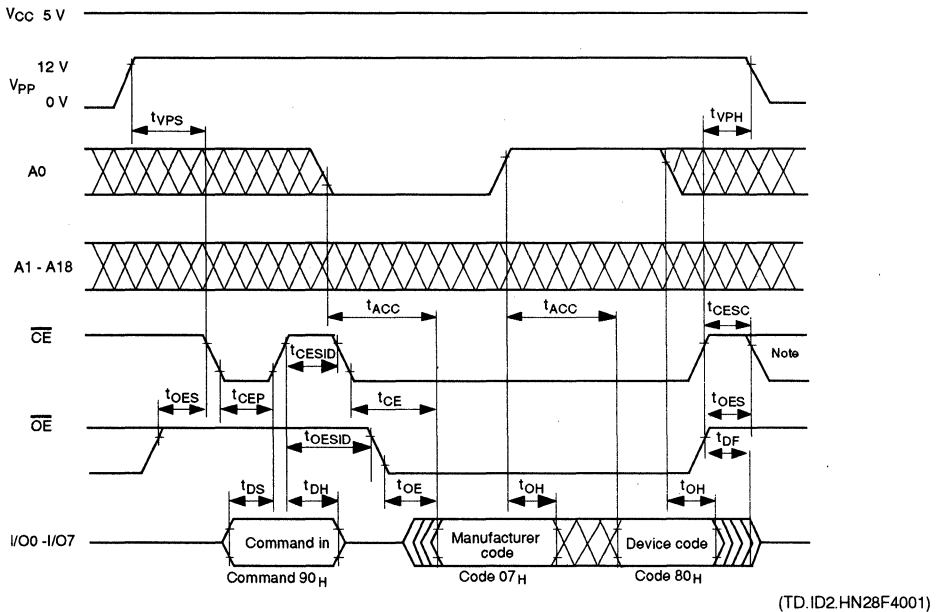 VCC 5 V
12 V
VPP
0 V
tVPS
tVPH
A0
A1 - A18
tACC
tACC
tCESC
CE
tCESID
Note
tOES
tCEP
tCE
tOES
OE
tOESID
tDF
tDS
tDH
tOE
tOH
tOH
I/O0 -I/O7
Command in
Manufacturer
code
Device code
Command 90H
Code 07H
Code 80H
(TD.ID2.HN28F4001)